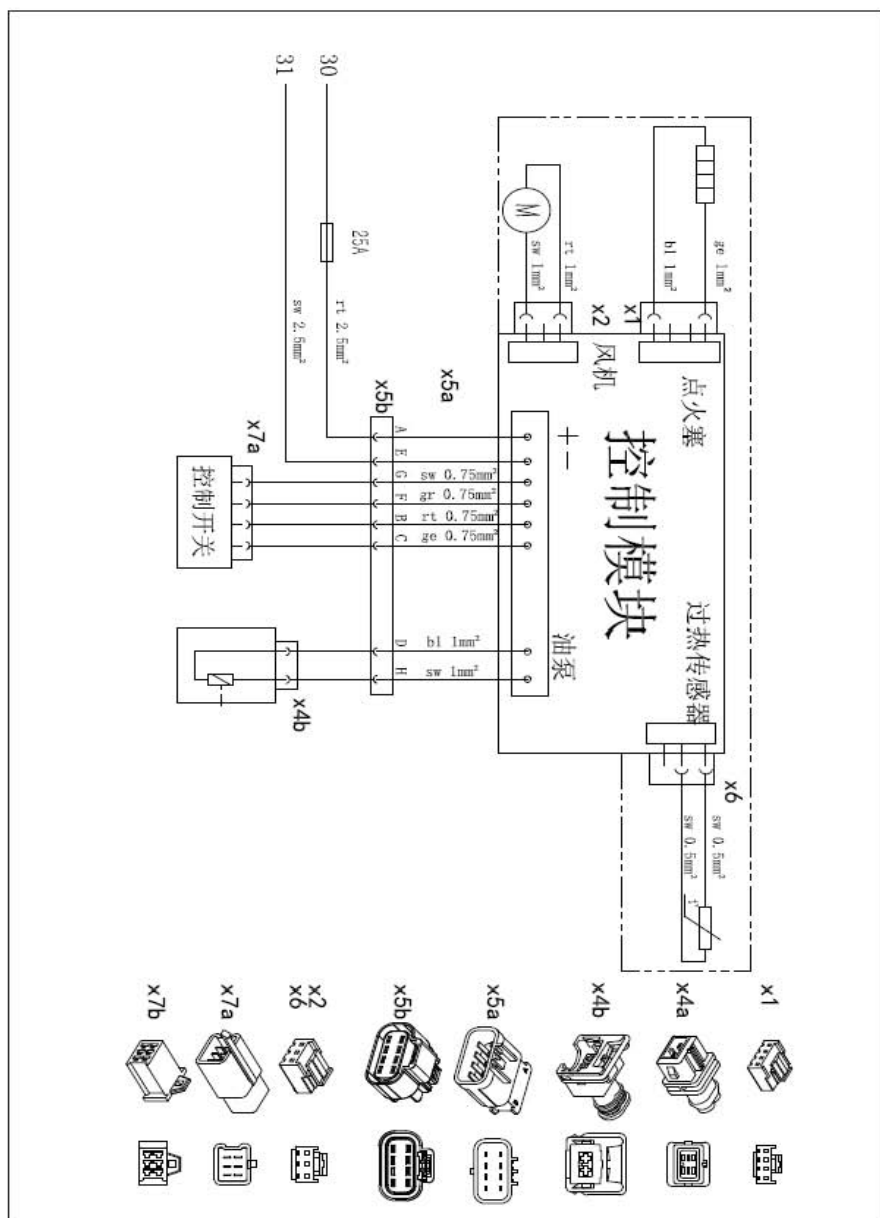 30
31
25A
rt 2.5mm²
sw 2.5mm²
ge 1mm²
bl 1mm²
rt 1mm²
sw 1mm²
x1
x2
点火塞
风机
控制模块
过热传感器
油泵
+
−
M
x5a
x5b
A
E
G
F
B
C
D
H
sw 0.75mm²
gr 0.75mm²
rt 0.75mm²
ge 0.75mm²
bl 1mm²
sw 1mm²
x7a
控制开关
x4b
x6
sw 0.5mm²
sw 0.5mm²
t°
x1
x4a
x4b
x5a
x5b
x2
x6
x7a
x7b